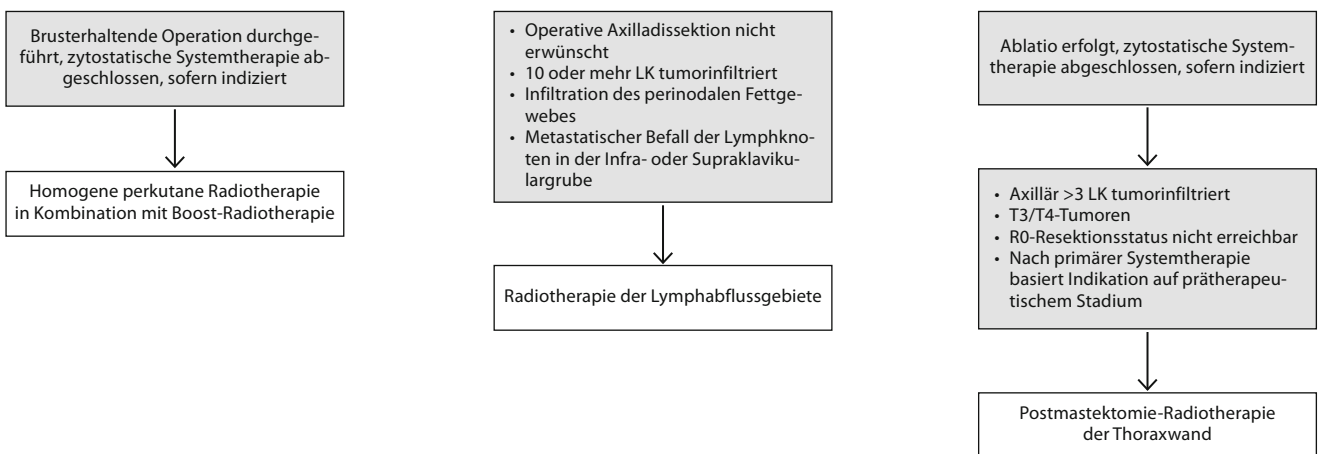 Brusterhaltende Operation durchge-
führt, zytostatische Systemtherapie ab-
geschlossen, sofern indiziert
Homogene perkutane Radiotherapie
in Kombination mit Boost-Radiotherapie
• Operative Axilladissektion nicht
erwünscht
• 10 oder mehr LK tumorinfiltriert
• Infiltration des perinodalen Fettge-
webes
• Metastatischer Befall der Lymphkno-
ten in der Infra- oder Supraklaviku-
largrube
Radiotherapie der Lymphabflussgebiete
Ablatio erfolgt, zytostatische System-
therapie abgeschlossen, sofern indiziert
• Axillär >3 LK tumorinfiltriert
• T3/T4-Tumoren
• R0-Resektionsstatus nicht erreichbar
• Nach primärer Systemtherapie
basiert Indikation auf prätherapeu-
tischem Stadium
Postmastektomie-Radiotherapie
der Thoraxwand